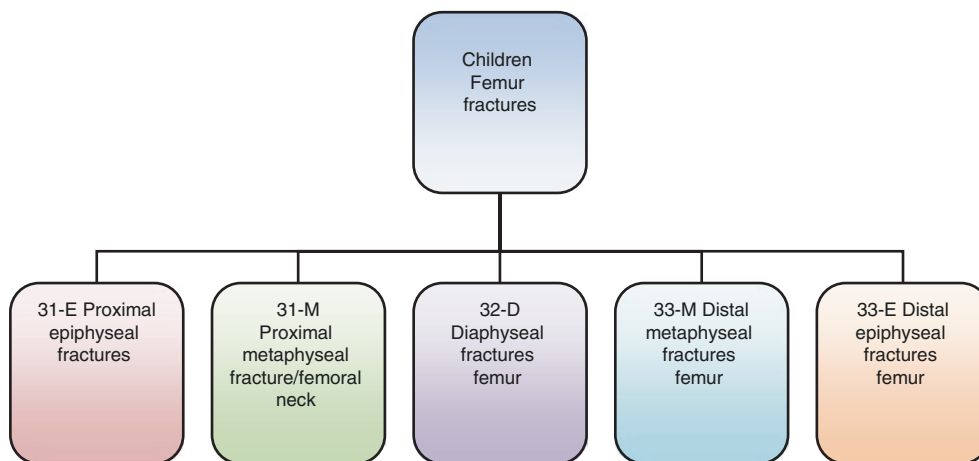 Children
Femur
fractures
31-E Proximal
epiphyseal
fractures
31-M
Proximal
metaphyseal
fracture/femoral
neck
32-D
Diaphyseal
fractures
femur
33-M Distal
metaphyseal
fractures
femur
33-E Distal
epiphyseal
fractures
femur